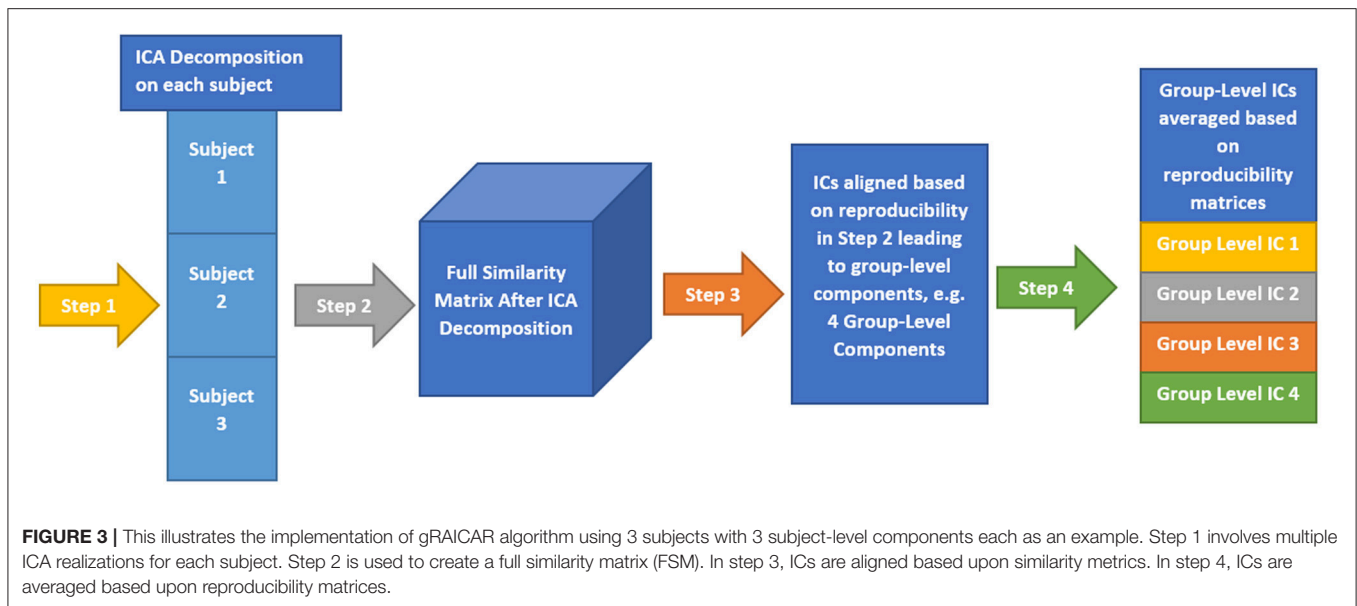 ICA Decomposition
on each subject
Subject
1
Subject
2
Subject
3
Step 1
Step 2
Full Similarity
Matrix After ICA
Decomposition
Step 3
ICs aligned based
on reproducibility
in Step 2 leading
to group-level
components, e.g.
4 Group-Level
Components
Step 4
Group-Level ICs
averaged based
on
reproducibility
matrices
Group Level IC 1
Group Level IC 2
Group Level IC 3
Group Level IC 4
FIGURE 3 | This illustrates the implementation of gRAICAR algorithm using 3 subjects with 3 subject-level components each as an example. Step 1 involves multiple
ICA realizations for each subject. Step 2 is used to create a full similarity matrix (FSM). In step 3, ICs are aligned based upon similarity metrics. In step 4, ICs are
averaged based upon reproducibility matrices.